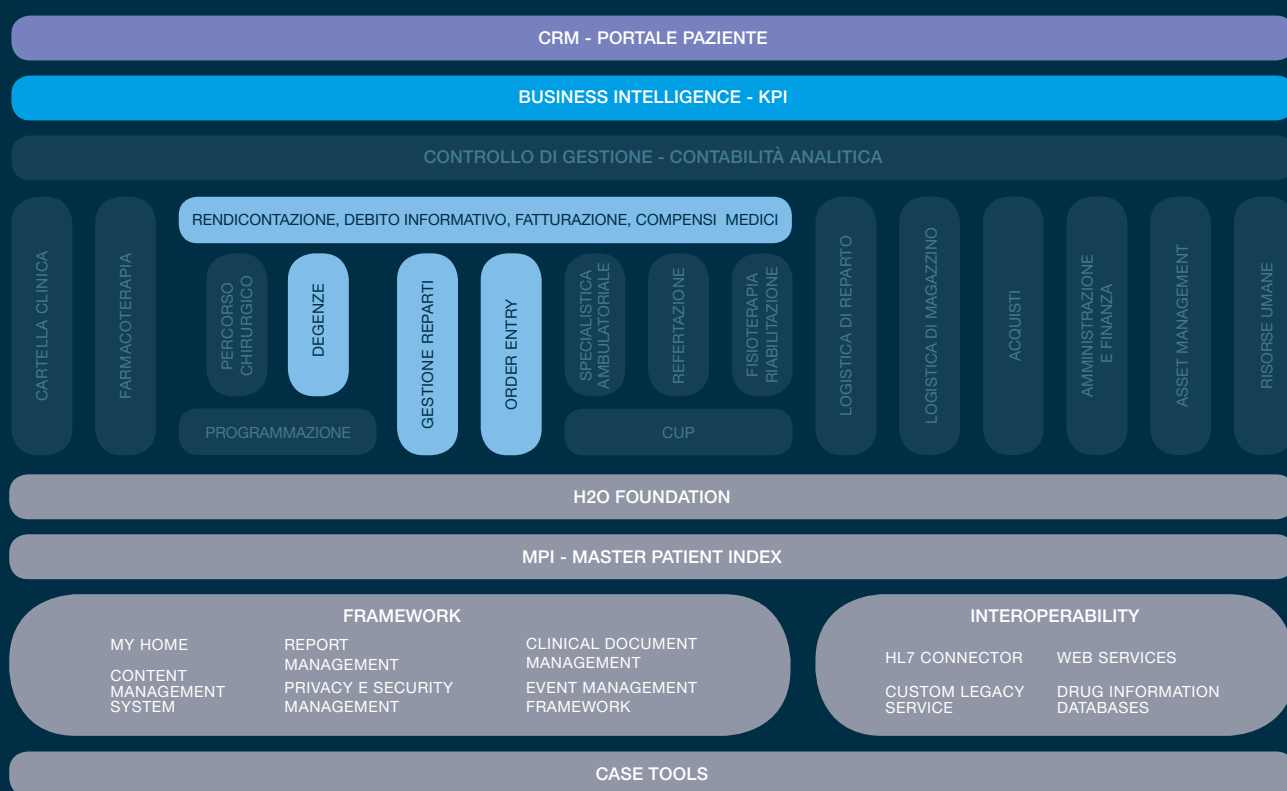 CRM - PORTALE PAZIENTE
BUSINESS INTELLIGENCE - KPI
CONTROLLO DI GESTIONE - CONTABILITÀ ANALITICA
CARTELLA CLINICA
FARMACOTERAPIA
RENDICONTAZIONE, DEBITO INFORMATIVO, FATTURAZIONE, COMPENSI MEDICI
PERCORSO
CHIRURGICO
DEGENZE
PROGRAMMAZIONE
GESTIONE REPARTI
ORDER ENTRY
SPECIALISTICA
AMBULATORIALE
REFERTAZIONE
FISIOTERAPIA
RIABILITAZIONE
CUP
LOGISTICA DI REPARTO
LOGISTICA DI MAGAZZINO
ACQUISTI
AMMINISTRAZIONE
E FINANZA
ASSET MANAGEMENT
RISORSE UMANE
H2O FOUNDATION
MPI - MASTER PATIENT INDEX
FRAMEWORK
MY HOME
CONTENT
MANAGEMENT
SYSTEM
REPORT
MANAGEMENT
PRIVACY E SECURITY
MANAGEMENT
CLINICAL DOCUMENT
MANAGEMENT
EVENT MANAGEMENT
FRAMEWORK
INTEROPERABILITY
HL7 CONNECTOR
CUSTOM LEGACY
SERVICE
WEB SERVICES
DRUG INFORMATION
DATABASES
CASE TOOLS